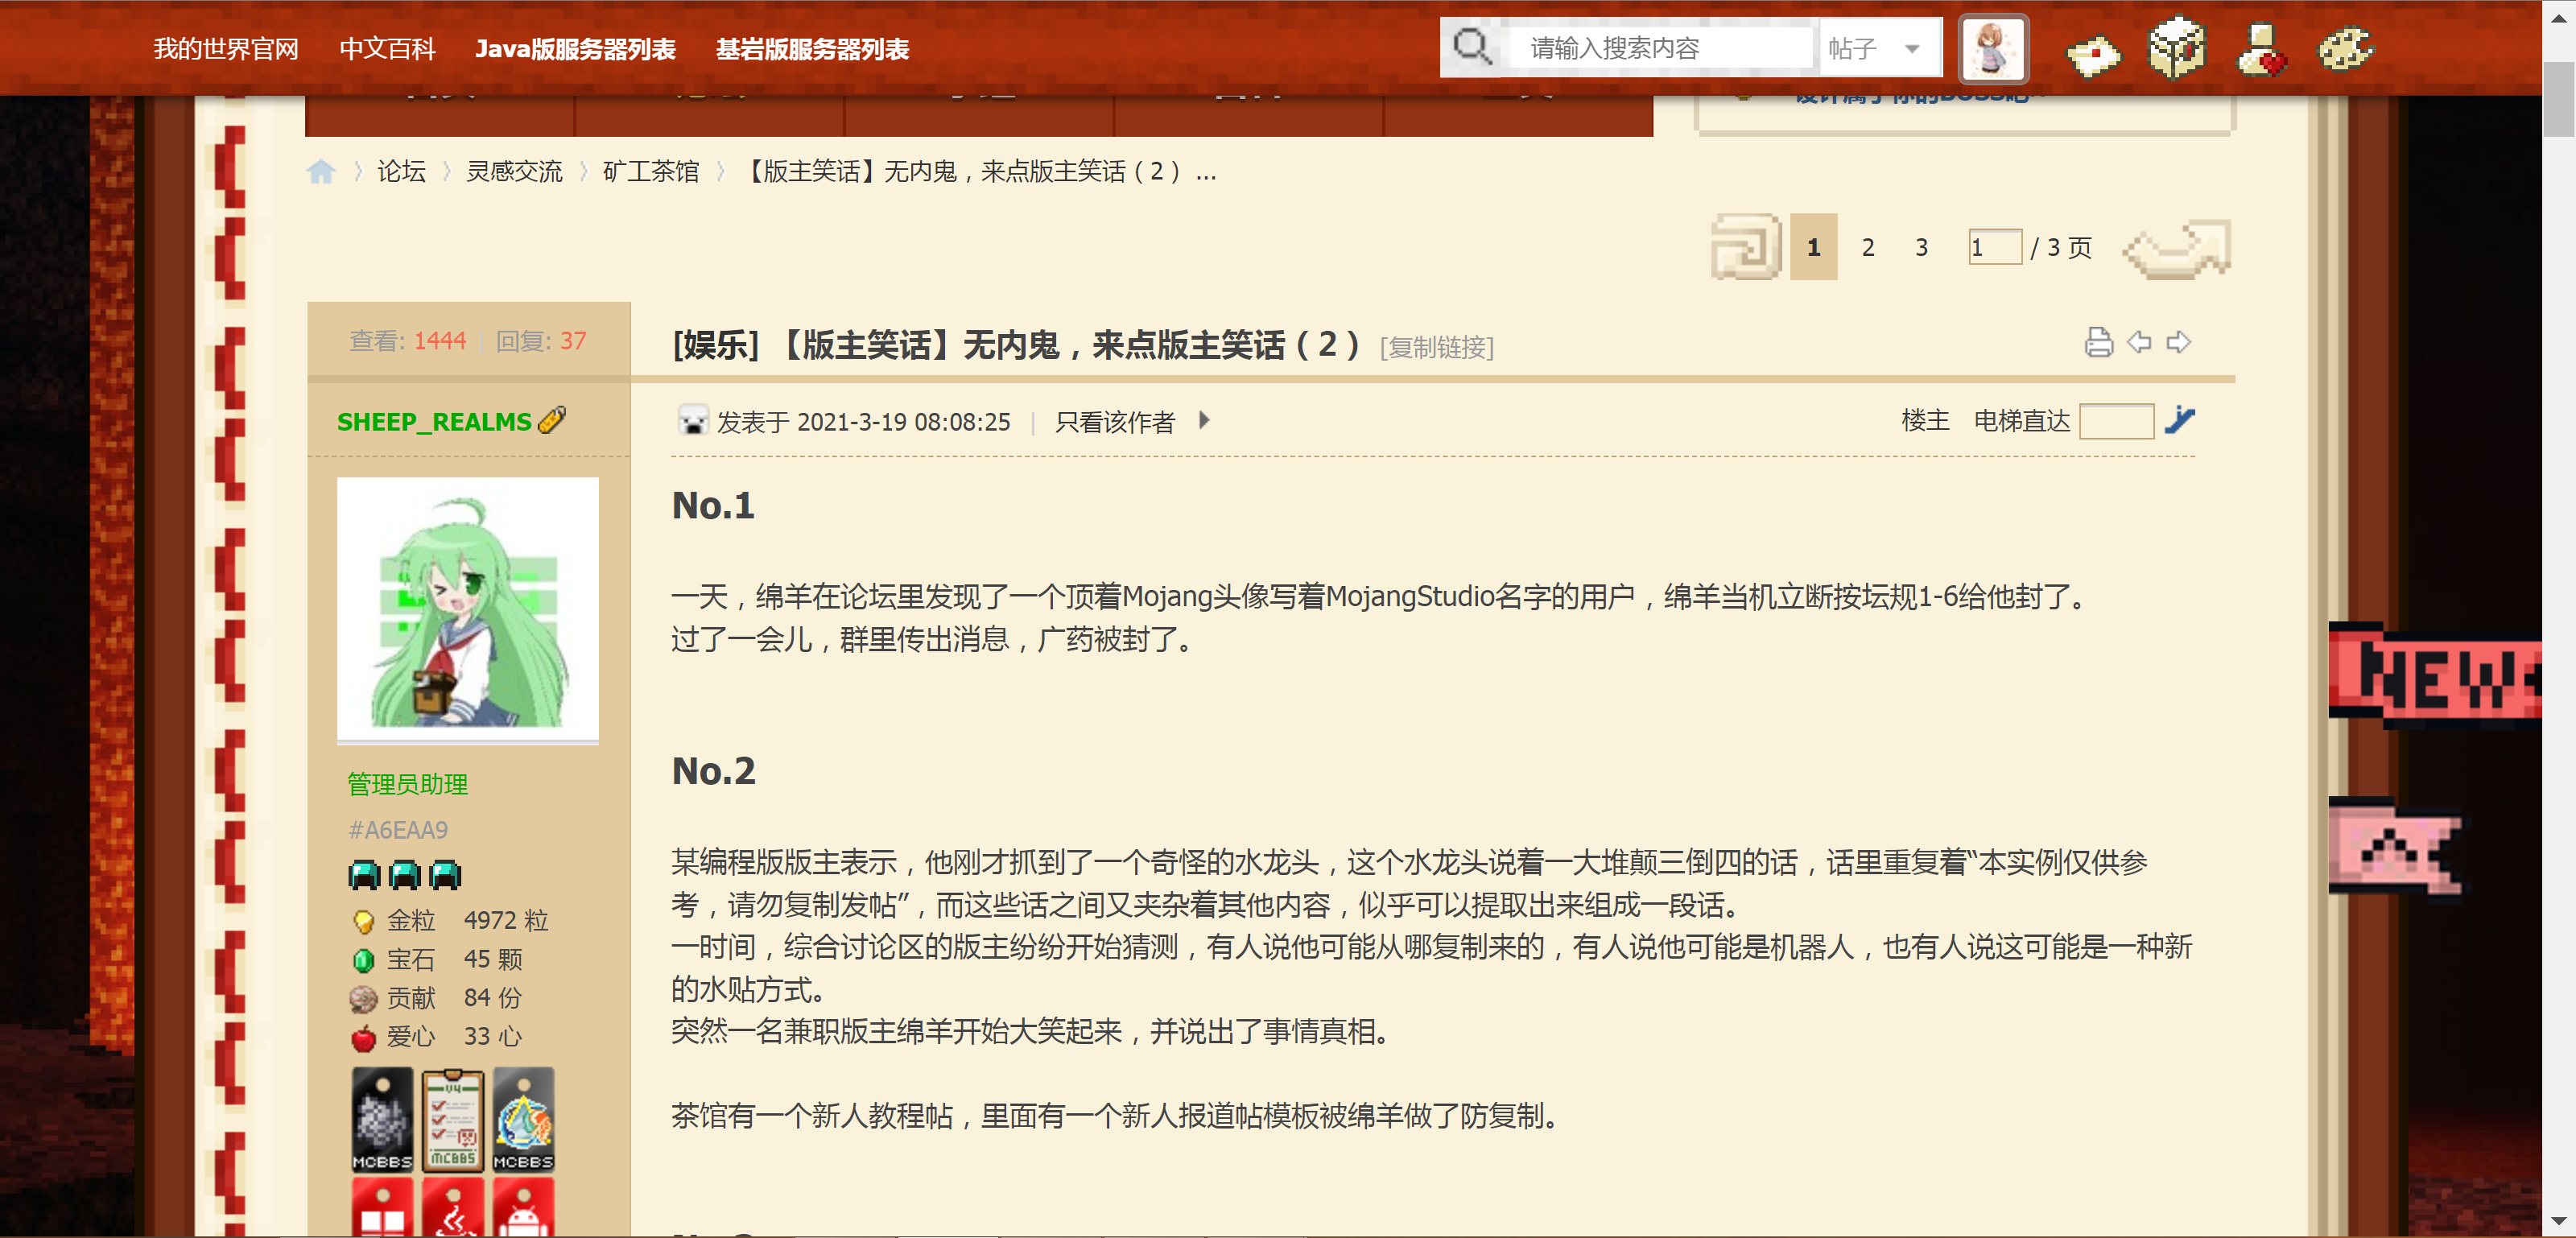 我的世界官网 中文百科 Java版服务器列表 基岩版服务器列表 请输入搜索内容 帖子
设计属于你的BOSS吧~
论坛 〉 灵感交流 〉 矿工茶馆 〉 【版主笑话】无内鬼，来点版主笑话（2） ...
1 2 3 1 / 3 页
查看: 1444 | 回复: 37
[娱乐] 【版主笑话】无内鬼，来点版主笑话（2） [复制链接]
SHEEP_REALMS
发表于 2021-3-19 08:08:25 | 只看该作者
楼主 电梯直达
No.1
一天，绵羊在论坛里发现了一个顶着Mojang头像写着MojangStudio名字的用户，绵羊当机立断按坛规1-6给他封了。
过了一会儿，群里传出消息，广药被封了。
No.2
某编程版版主表示，他刚才抓到了一个奇怪的水龙头，这个水龙头说着一大堆颠三倒四的话，话里重复着“本实例仅供参
考，请勿复制发帖”，而这些话之间又夹杂着其他内容，似乎可以提取出来组成一段话。
一时间，综合讨论区的版主纷纷开始猜测，有人说他可能从哪复制来的，有人说他可能是机器人，也有人说这可能是一种新
的水贴方式。
突然一名兼职版主绵羊开始大笑起来，并说出了事情真相。
茶馆有一个新人教程帖，里面有一个新人报道帖模板被绵羊做了防复制。
管理员助理
#A6EAA9
金粒 4972 粒
宝石 45 颗
贡献 84 份
爱心 33 心
MCBBS
V4
MCBBS
MCBBS
NEW